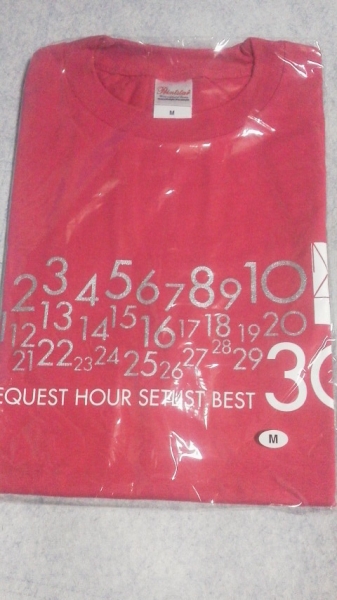 Printstar
M
2 3 4 5 6 7 8 9 10
12 13 14 15 16 17 18 19 20
21 22 23 24 25 26 27 28 29
EQUEST HOUR SETLIST BEST 30
M